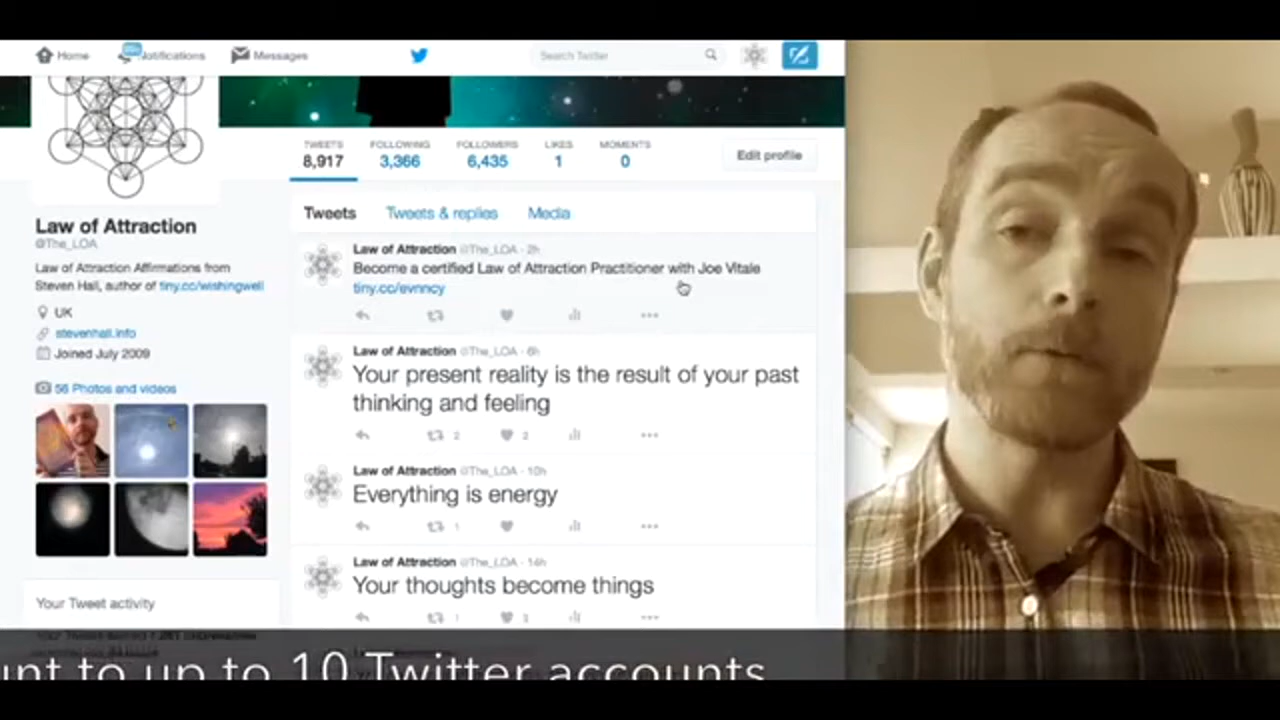 Home
Notifications
Messages
Search Twitter
TWEETS
8,917
FOLLOWING
3,366
FOLLOWERS
6,435
LIKES
1
MOMENTS
0
Edit profile
Law of Attraction
@The_LOA
Law of Attraction Affirmations from
Steven Hall, author of tiny.cc/wishingwell
UK
stevenhall.info
Joined July 2009
56 Photos and videos
Your Tweet activity
Tweets Tweets & replies Media
Law of Attraction @The_LOA · 2h
Become a certified Law of Attraction Practitioner with Joe Vitale
tiny.cc/evnncy
Law of Attraction @The_LOA · 6h
Your present reality is the result of your past
thinking and feeling
2 2
Law of Attraction @The_LOA · 10h
Everything is energy
1
Law of Attraction @The_LOA · 14h
Your thoughts become things
1 3
unt to up to 10 Twitter accounts